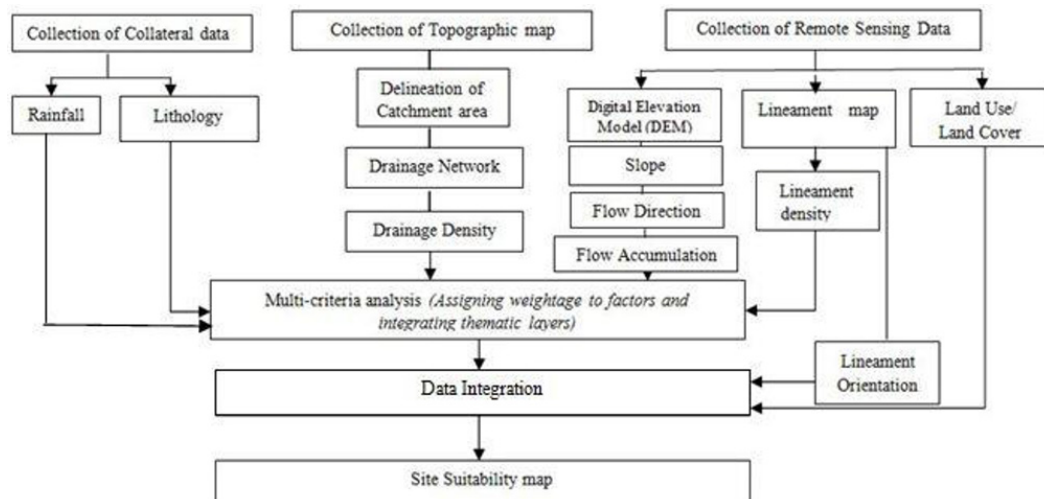 Collection of Collateral data
Collection of Topographic map
Collection of Remote Sensing Data
Rainfall
Lithology
Delineation of
Catchment area
Digital Elevation
Model (DEM)
Lineament map
Land Use/
Land Cover
Drainage Network
Slope
Lineament
density
Flow Direction
Drainage Density
Flow Accumulation
Multi-criteria analysis (Assigning weightage to factors and
integrating thematic layers)
Lineament
Orientation
Data Integration
Site Suitability map